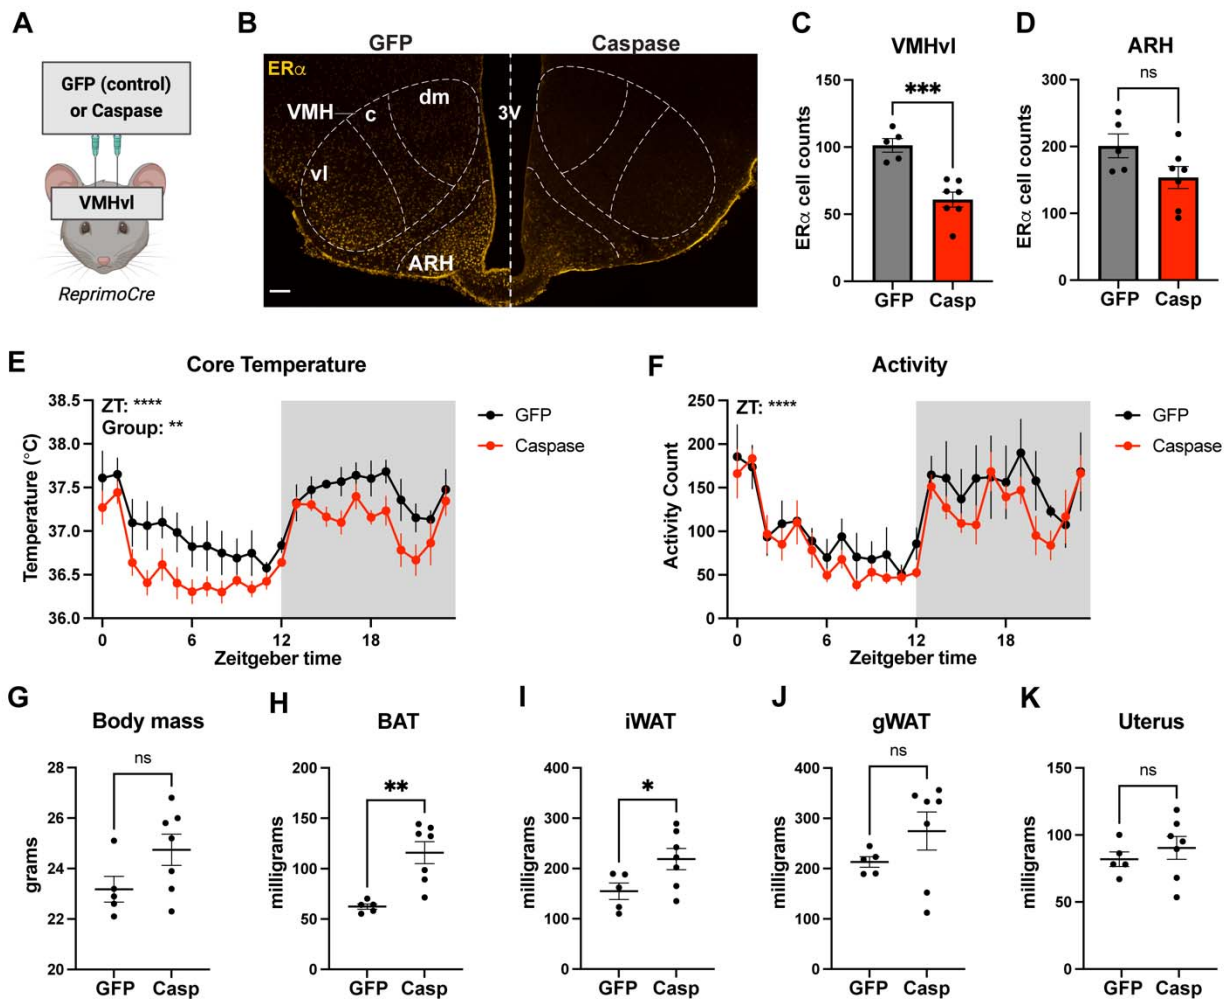 A
GFP (control)
or Caspase
VMHvl
ReprimoCre
B
GFP
Caspase
ERα
VMH
c
dm
3V
vl
ARH
C
VMHvl
***
ERα cell counts
150
100
50
0
GFP
Casp
D
ARH
ns
ERα cell counts
300
200
100
0
GFP
Casp
E
Core Temperature
ZT: ****
Group: **
Temperature (°C)
38.5
38.0
37.5
37.0
36.5
36.0
0
6
12
18
Zeitgeber time
GFP
Caspase
F
Activity
ZT: ****
Activity Count
250
200
150
100
50
0
0
6
12
18
Zeitgeber time
GFP
Caspase
G
Body mass
ns
grams
28
26
24
22
20
GFP
Casp
H
BAT
**
milligrams
200
150
100
50
0
GFP
Casp
I
iWAT
*
milligrams
400
300
200
100
0
GFP
Casp
J
gWAT
ns
milligrams
400
300
200
100
0
GFP
Casp
K
Uterus
ns
milligrams
150
100
50
0
GFP
Casp